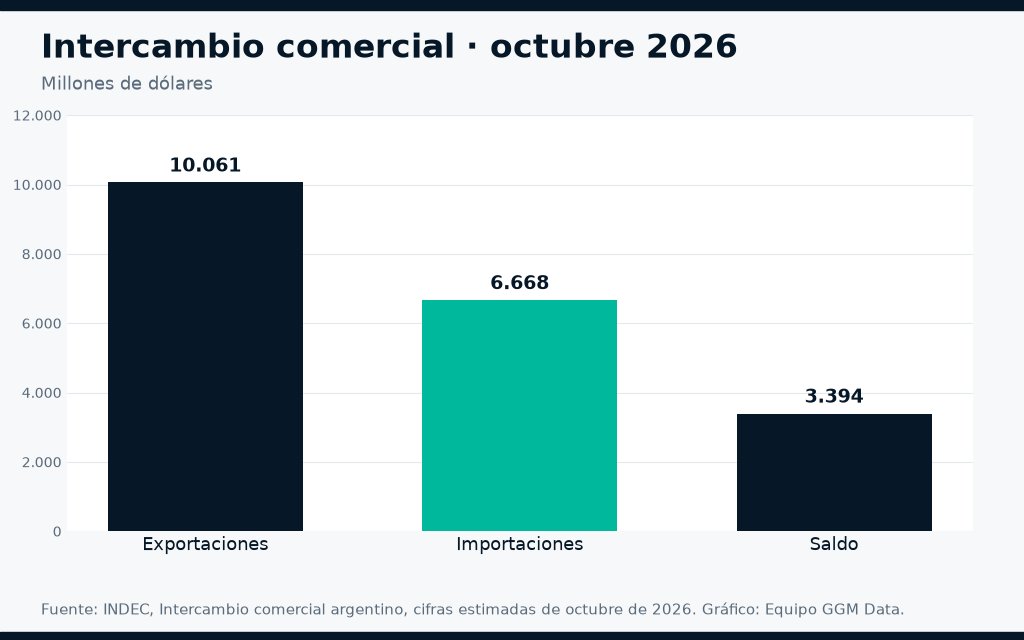 Intercambio comercial · octubre 2026
Millones de dólares
12.000
10.000
8.000
6.000
4.000
2.000
0
10.061
6.668
3.394
Exportaciones
Importaciones
Saldo
Fuente: INDEC, Intercambio comercial argentino, cifras estimadas de octubre de 2026. Gráfico: Equipo GGM Data.